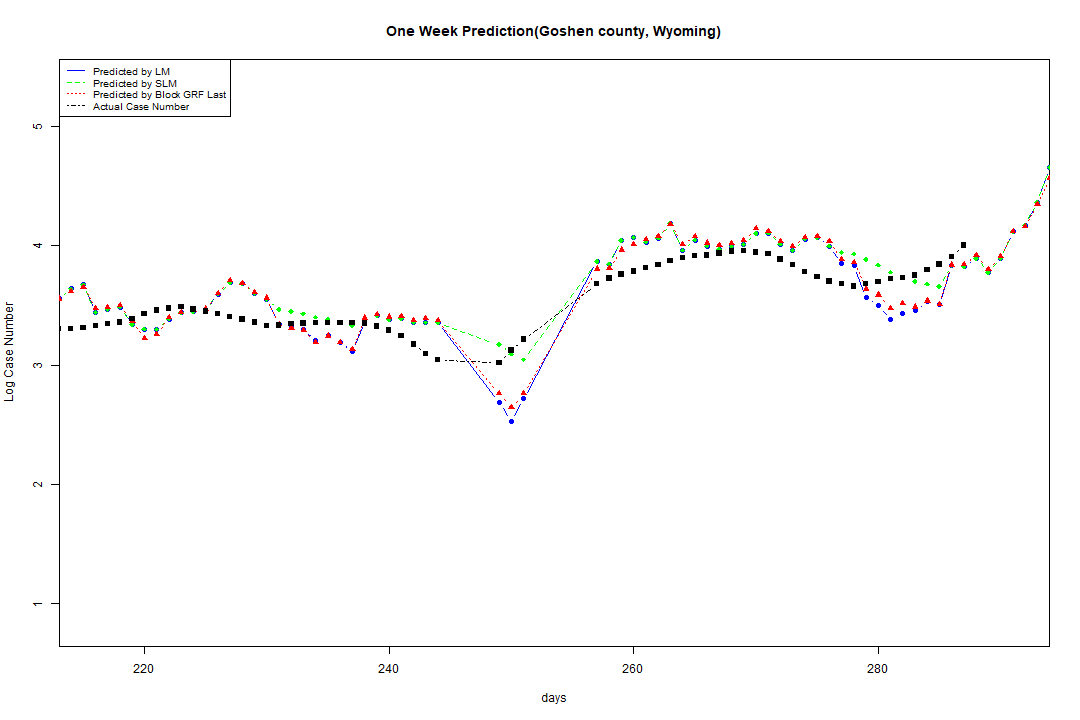 One Week Prediction(Goshen county, Wyoming)
Predicted by LM
Predicted by SLM
Predicted by Block GRF Last
Actual Case Number
5
4
3
2
1
Log Case Number
220 240 260 280
days